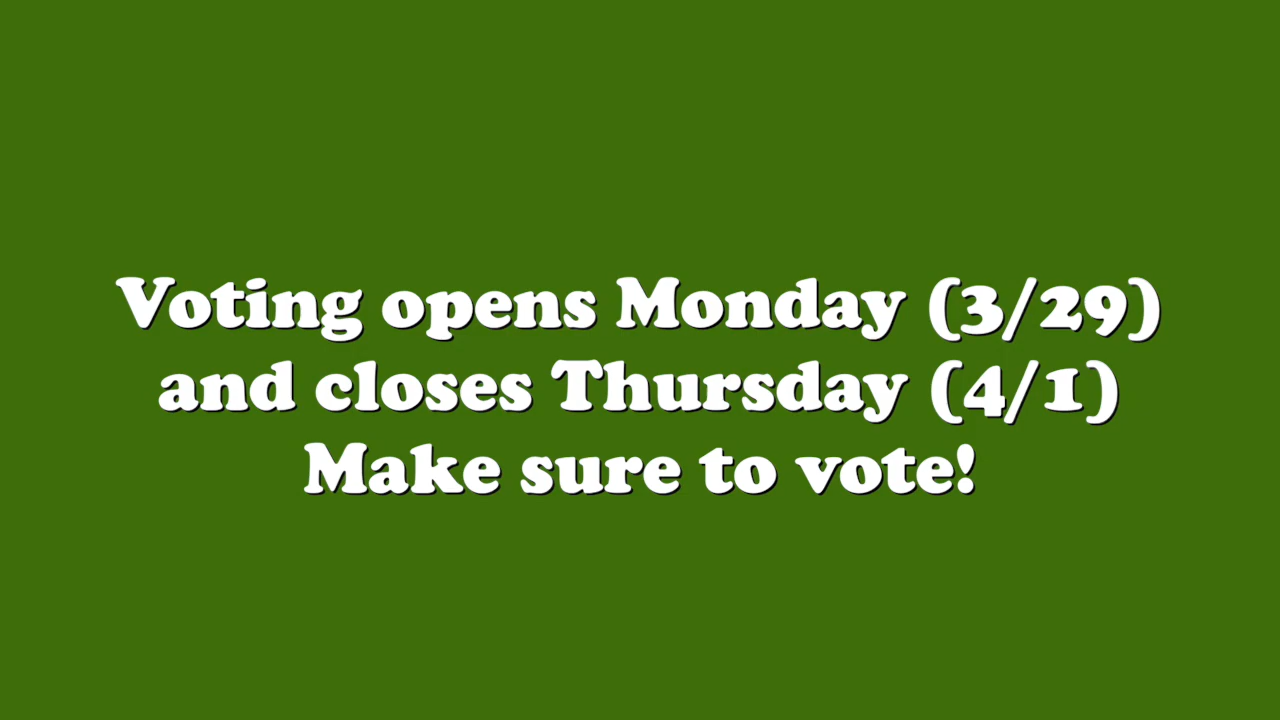 Voting opens Monday (3/29)
and closes Thursday (4/1)
Make sure to vote!